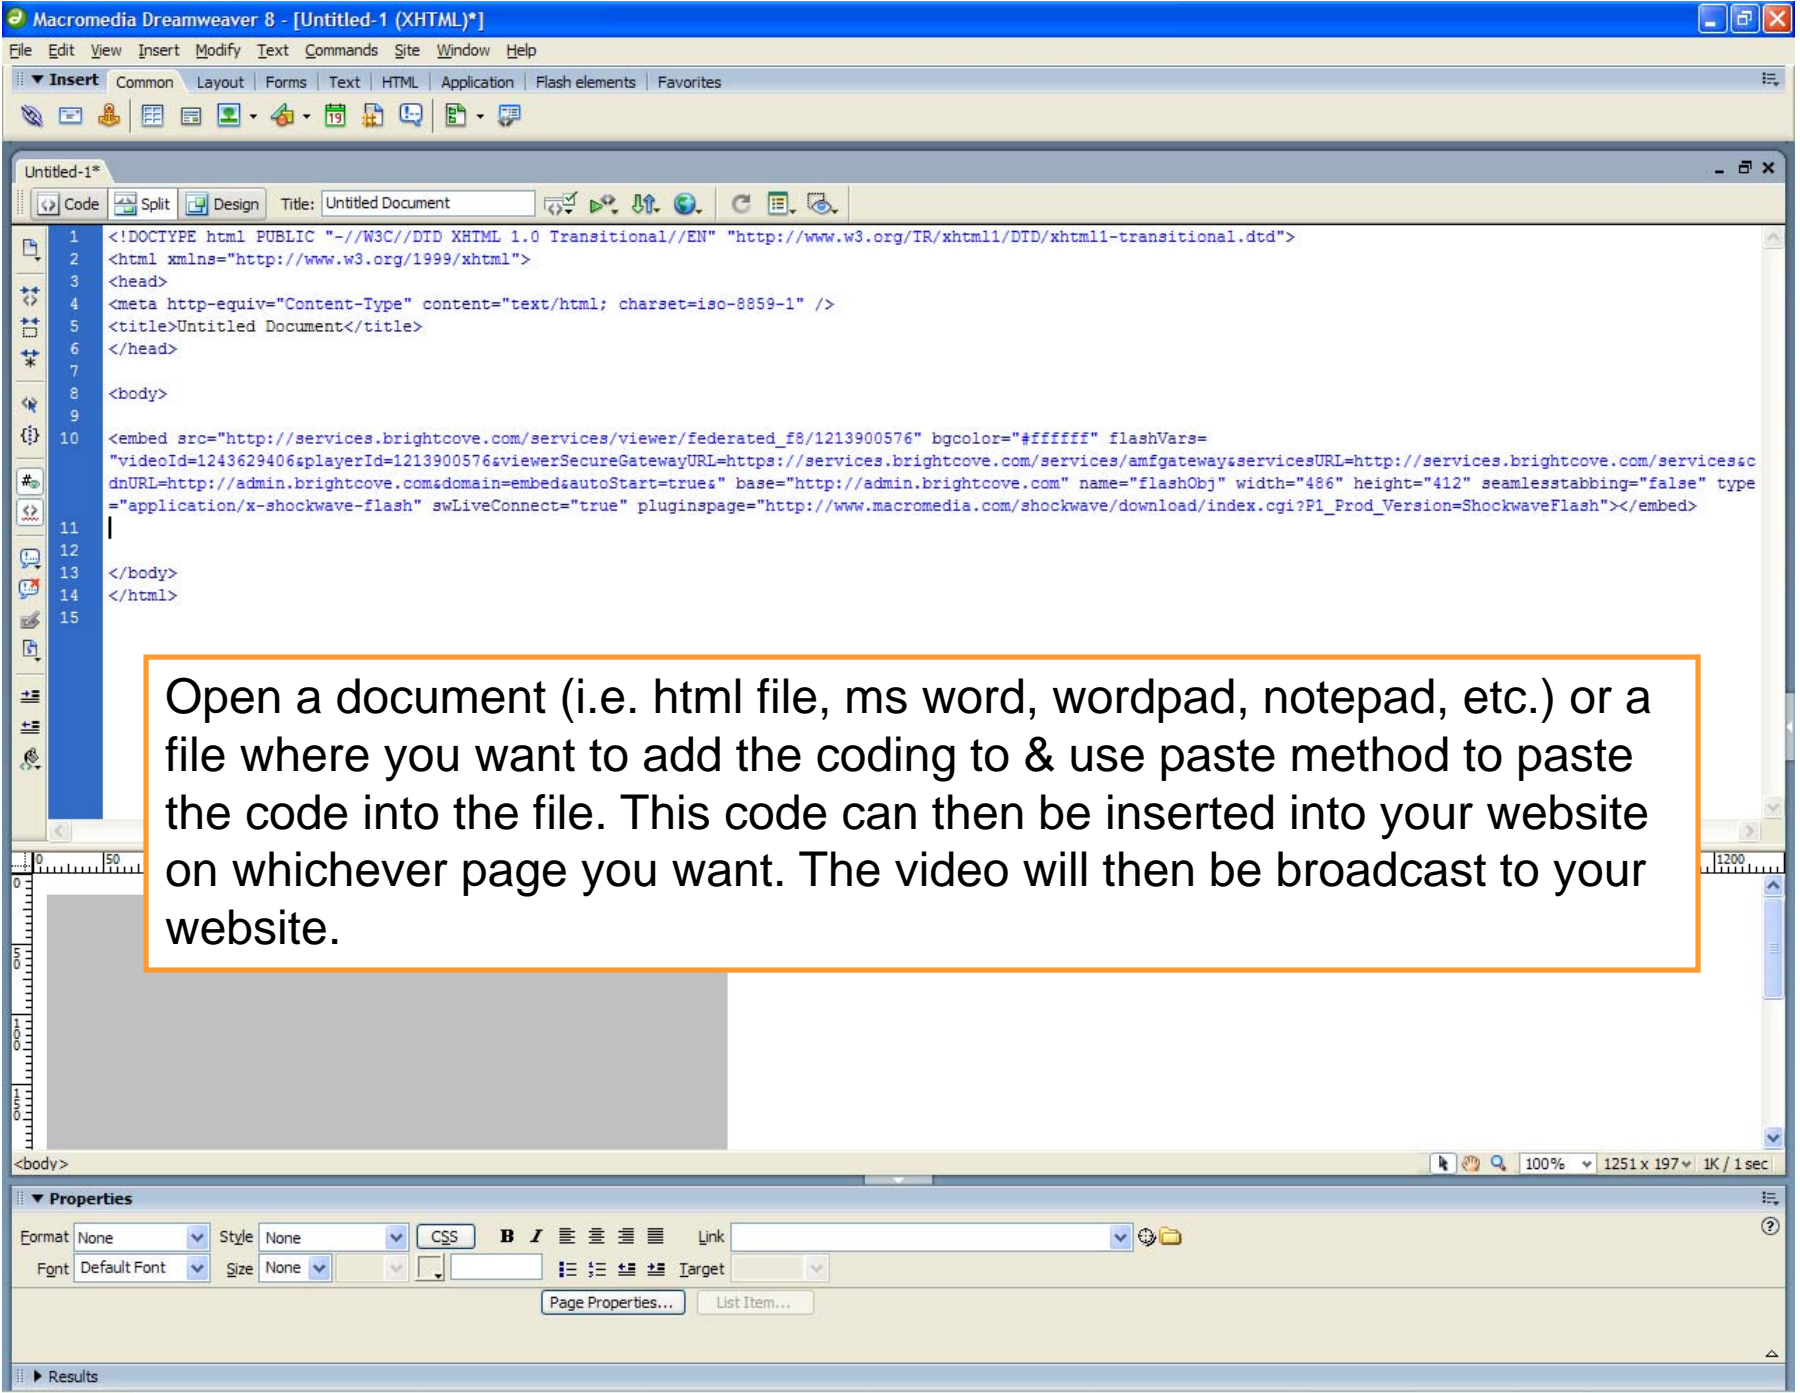 Macromedia Dreamweaver 8 - [Untitled-1 (XHTML)*]
File Edit View Insert Modify Text Commands Site Window Help
▼ Insert Common Layout Forms Text HTML Application Flash elements Favorites
19
Untitled-1*
Code Split Design Title: Untitled Document
1 <!DOCTYPE html PUBLIC "-//W3C//DTD XHTML 1.0 Transitional//EN" "http://www.w3.org/TR/xhtml1/DTD/xhtml1-transitional.dtd">
2 <html xmlns="http://www.w3.org/1999/xhtml">
3 <head>
4 <meta http-equiv="Content-Type" content="text/html; charset=iso-8859-1" />
5 <title>Untitled Document</title>
6 </head>
7
8 <body>
9
10 <embed src="http://services.brightcove.com/services/viewer/federated_f8/1213900576" bgcolor="#ffffff" flashVars=
"videoId=1243629406&playerId=1213900576&viewerSecureGatewayURL=https://services.brightcove.com/services/amfgateway&servicesURL=http://services.brightcove.com/services&c
dnURL=http://admin.brightcove.com&domain=embed&autoStart=true&" base="http://admin.brightcove.com" name="flashObj" width="486" height="412" seamlesstabbing="false" type
="application/x-shockwave-flash" swLiveConnect="true" pluginspage="http://www.macromedia.com/shockwave/download/index.cgi?P1_Prod_Version=ShockwaveFlash"></embed>
11
12
13 </body>
14 </html>
15
Open a document (i.e. html file, ms word, wordpad, notepad, etc.) or a
file where you want to add the coding to & use paste method to paste
the code into the file. This code can then be inserted into your website
on whichever page you want. The video will then be broadcast to your
website.
0 50 1200
0
50
100
150
<body> 100% 1251 x 197 1K / 1 sec
▼ Properties
Format None Style None CSS B I Link
Font Default Font Size None Target
Page Properties... List Item...
Results